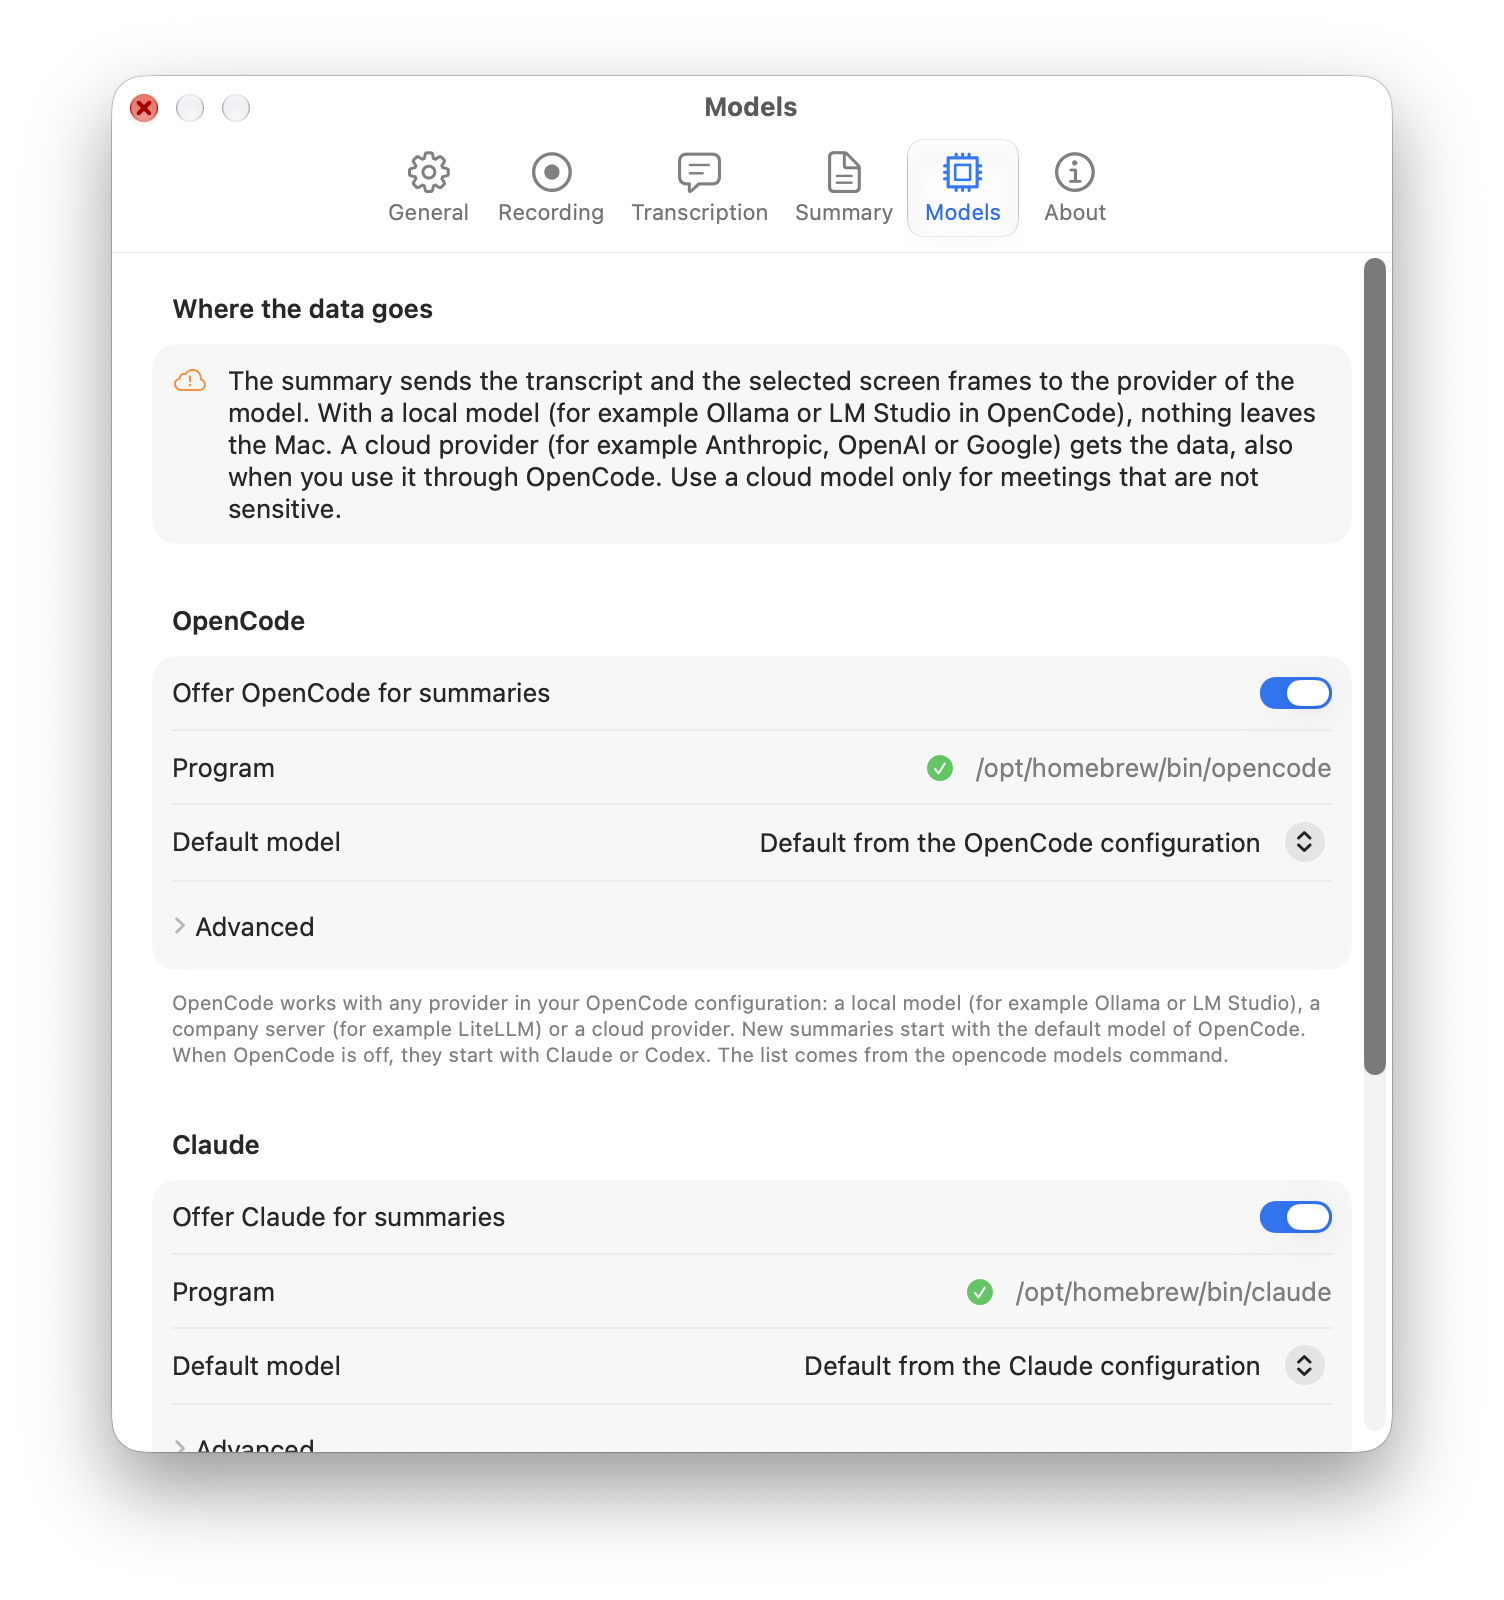 Models
General
Recording
Transcription
Summary
Models
About
Where the data goes
The summary sends the transcript and the selected screen frames to the provider of the
model. With a local model (for example Ollama or LM Studio in OpenCode), nothing leaves
the Mac. A cloud provider (for example Anthropic, OpenAI or Google) gets the data, also
when you use it through OpenCode. Use a cloud model only for meetings that are not
sensitive.
OpenCode
Offer OpenCode for summaries
Program /opt/homebrew/bin/opencode
Default model Default from the OpenCode configuration
Advanced
OpenCode works with any provider in your OpenCode configuration: a local model (for example Ollama or LM Studio), a
company server (for example LiteLLM) or a cloud provider. New summaries start with the default model of OpenCode.
When OpenCode is off, they start with Claude or Codex. The list comes from the opencode models command.
Claude
Offer Claude for summaries
Program /opt/homebrew/bin/claude
Default model Default from the Claude configuration
Advanced